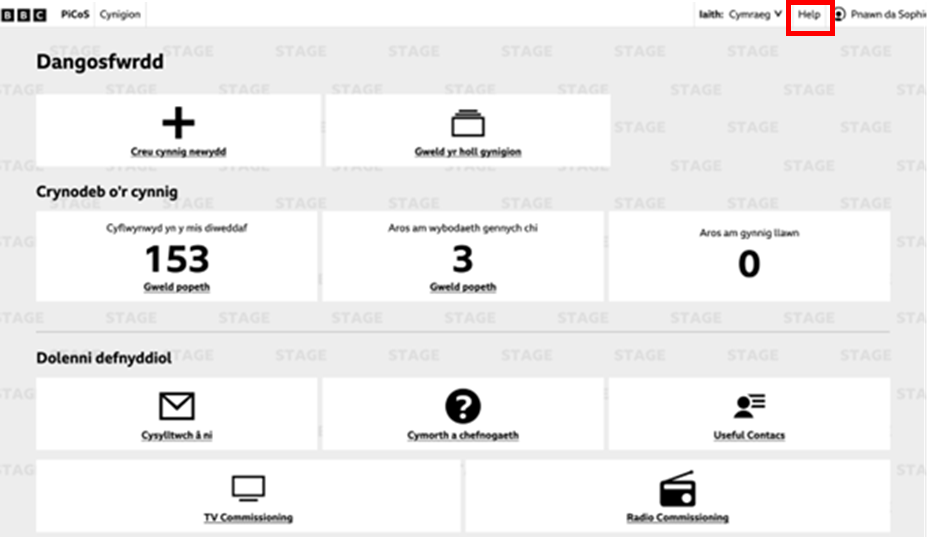 BBC PiCoS Cynigion Iaith: Cymraeg Help Pnawn da Sophi
Dangosfwrdd
Creu cynnig newydd
Gweld yr holl gynigion
Crynodeb o'r cynnig
Cyflwynwyd yn y mis diweddaf
153
Gweld popeth
Aros am wybodaeth gennych chi
3
Gweld popeth
Aros am gynnig llawn
0
Dolenni defnyddiol
Cysylltwch â ni
Cymorth a chefnogaeth
Useful Contacs
TV Commissioning
Radio Commissioning